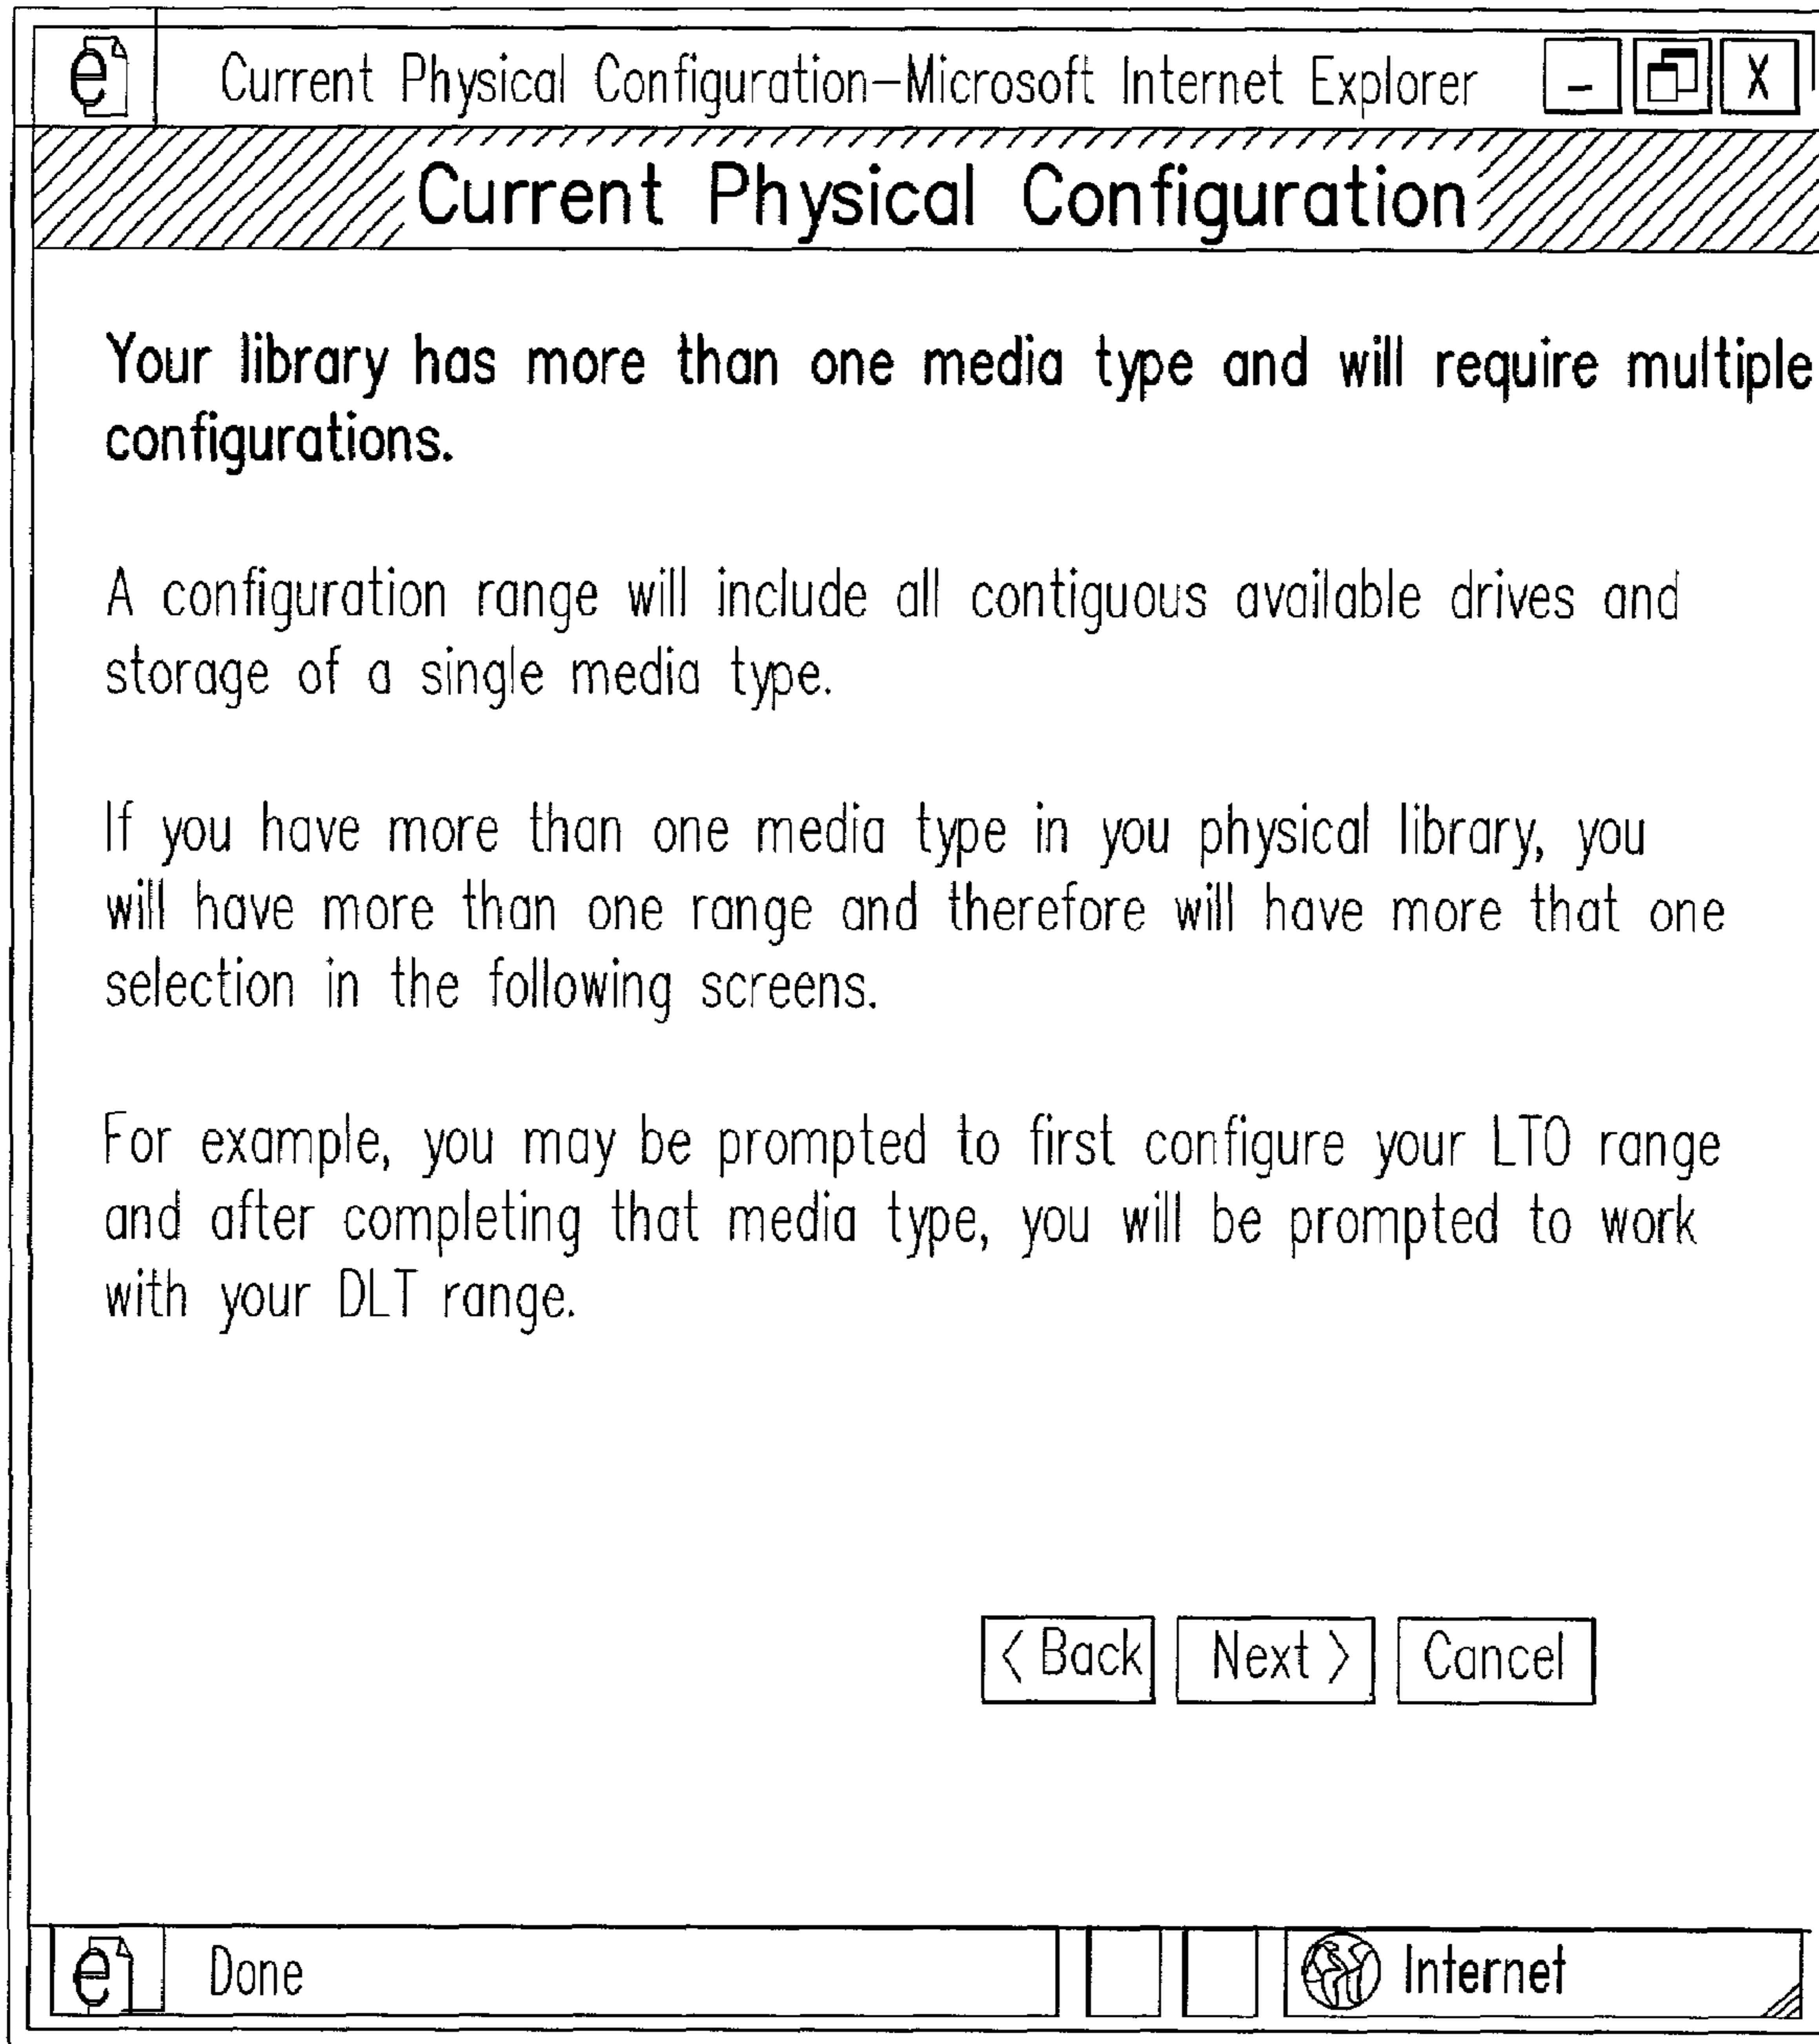 Current Physical Configuration–Microsoft Internet Explorer
Current Physical Configuration
Your library has more than one media type and will require multiple
configurations.
A configuration range will include all contiguous available drives and
storage of a single media type.
If you have more than one media type in you physical library, you
will have more than one range and therefore will have more that one
selection in the following screens.
For example, you may be prompted to first configure your LTO range
and after completing that media type, you will be prompted to work
with your DLT range.
< Back Next > Cancel
Done Internet